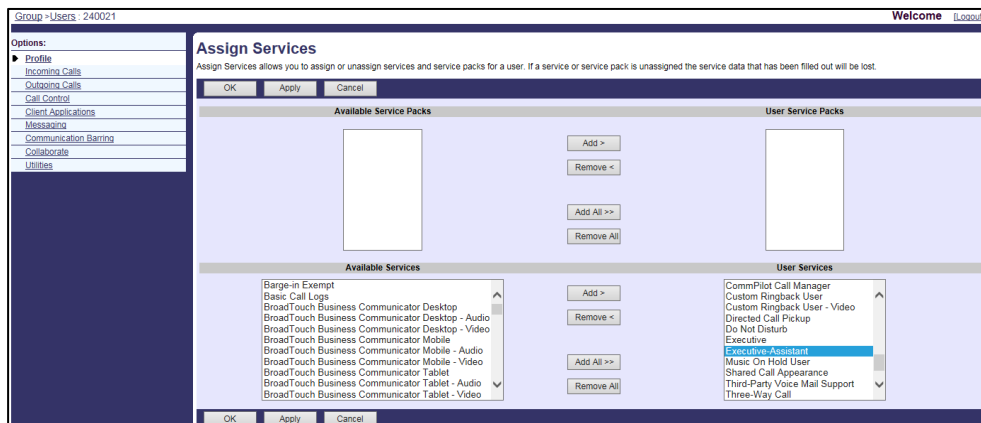 Group >Users : 240021
Welcome [Logout
Options:
Profile
Incoming Calls
Outgoing Calls
Call Control
Client Applications
Messaging
Communication Barring
Collaborate
Utilities
Assign Services
Assign Services allows you to assign or unassign services and service packs for a user. If a service or service pack is unassigned the service data that has been filled out will be lost.
OK Apply Cancel
Available Service Packs User Service Packs
Add >
Remove <
Add All >>
Remove All
Available Services User Services
Barge-in Exempt
Basic Call Logs
BroadTouch Business Communicator Desktop
BroadTouch Business Communicator Desktop - Audio
BroadTouch Business Communicator Desktop - Video
BroadTouch Business Communicator Mobile
BroadTouch Business Communicator Mobile - Audio
BroadTouch Business Communicator Mobile - Video
BroadTouch Business Communicator Tablet
BroadTouch Business Communicator Tablet - Audio
BroadTouch Business Communicator Tablet - Video
Add >
Remove <
Add All >>
Remove All
CommPilot Call Manager
Custom Ringback User
Custom Ringback User - Video
Directed Call Pickup
Do Not Disturb
Executive
Executive-Assistant
Music On Hold User
Shared Call Appearance
Third-Party Voice Mail Support
Three-Way Call
OK Apply Cancel